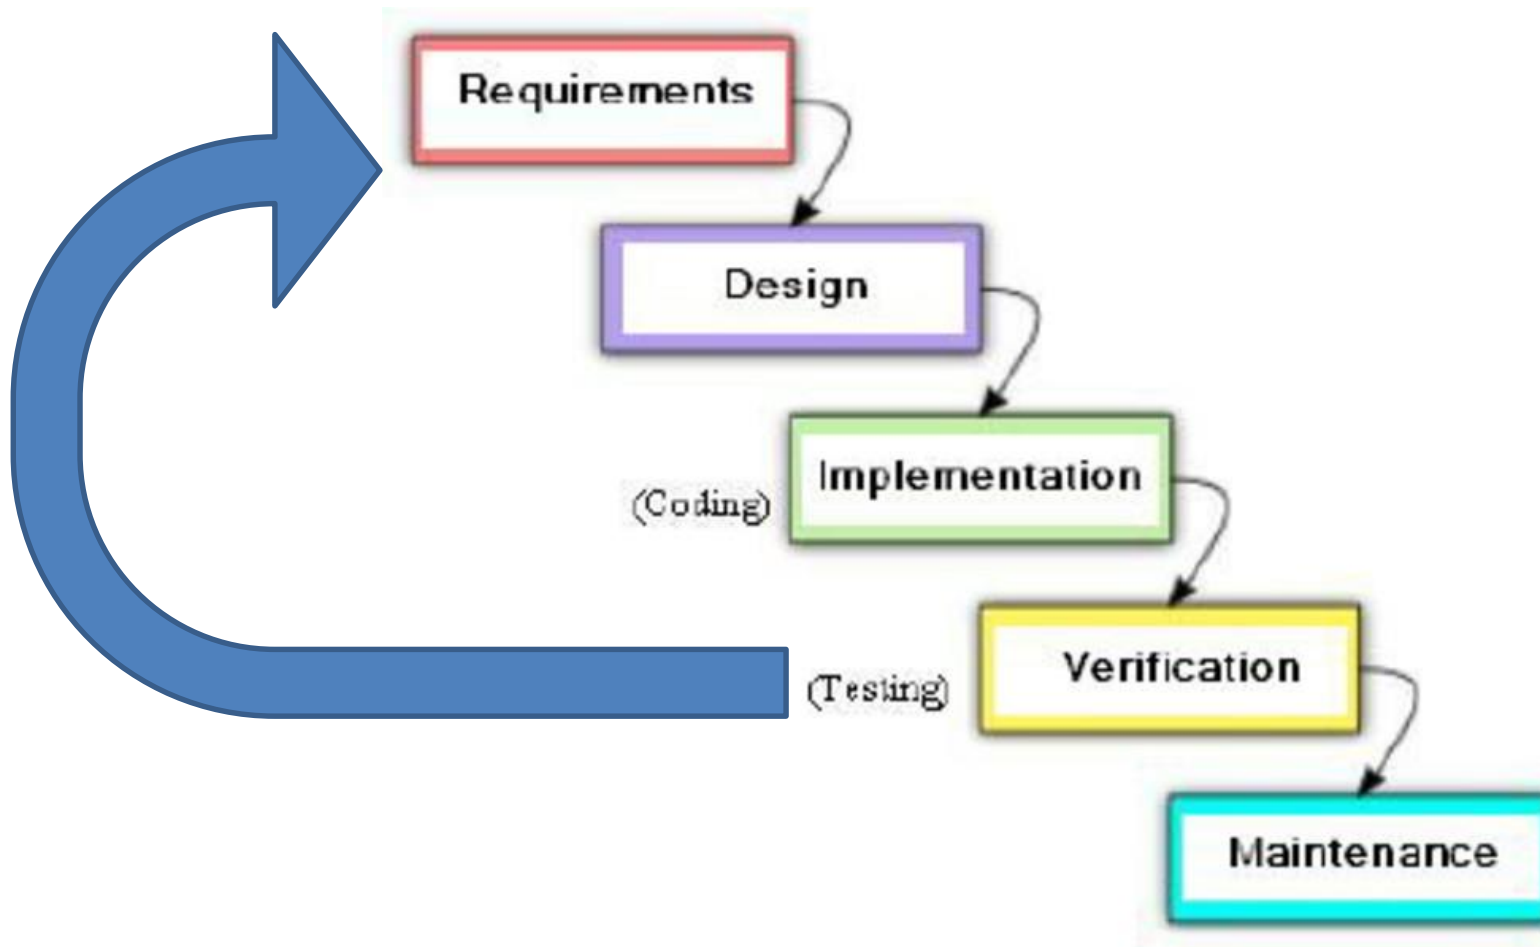 Requirements
Design
Implementation
(Coding)
Verification
(Testing)
Maintenance